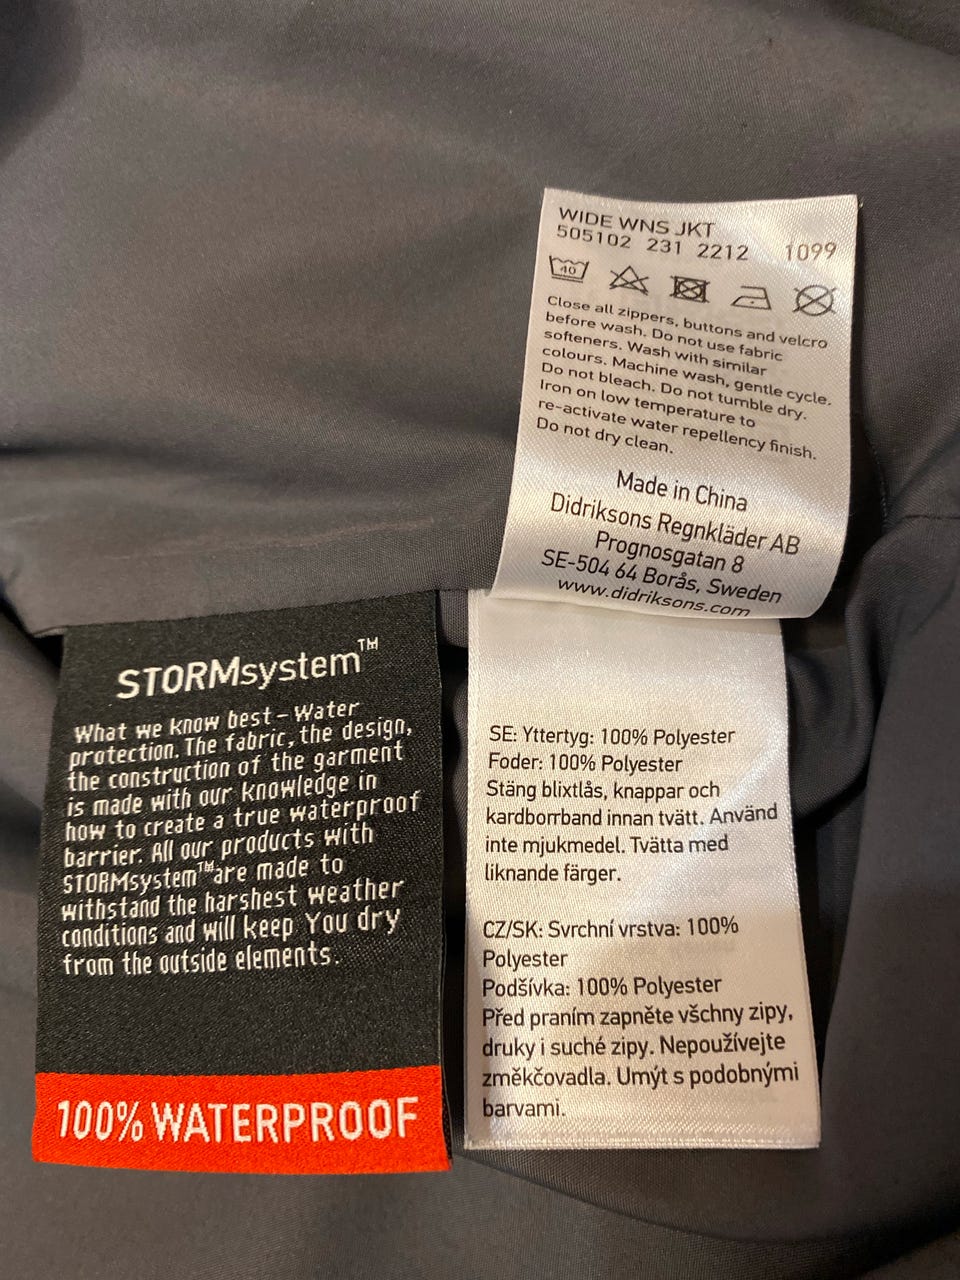 WIDE WNS JKT
505102 231 2212 1099
40
Close all zippers, buttons and velcro
before wash. Do not use fabric
softeners. Wash with similar
colours. Machine wash, gentle cycle.
Do not bleach. Do not tumble dry.
Iron on low temperature to
re-activate water repellency finish.
Do not dry clean.
Made in China
Didriksons Regnkläder AB
Prognosgatan 8
SE-504 64 Borås, Sweden
www.didriksons.com
STORMsystem™
What we know best – Water
protection. The fabric, the design,
the construction of the garment
is made with our knowledge in
how to create a true waterproof
barrier. All our products with
STORMsystem™are made to
withstand the harshest weather
conditions and will keep You dry
from the outside elements.
100% WATERPROOF
SE: Yttertyg: 100% Polyester
Foder: 100% Polyester
Stäng blixtlås, knappar och
kardborrband innan tvätt. Använd
inte mjukmedel. Tvätta med
liknande färger.
CZ/SK: Svrchní vrstva: 100%
Polyester
Podšívka: 100% Polyester
Před praním zapněte všchny zipy,
druky i suché zipy. Nepoužívejte
změkčovadla. Umýt s podobnými
barvami.